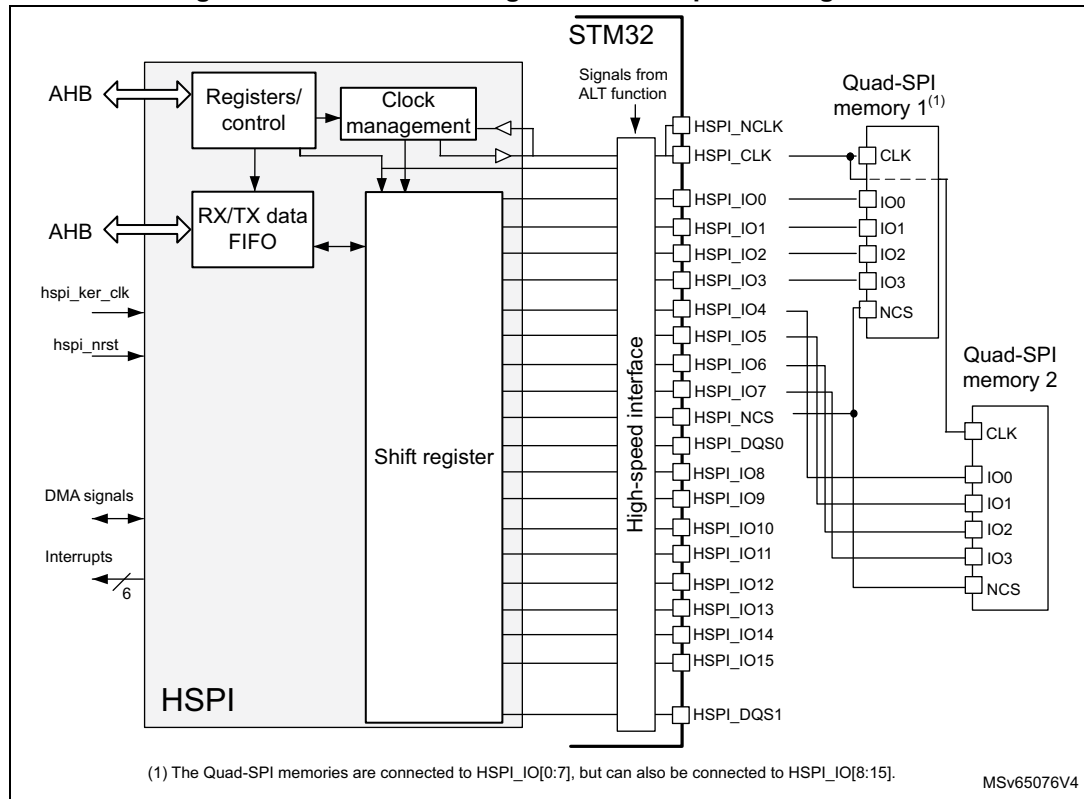 STM32
Signals from
ALT function
AHB
Registers/
control
Clock
management
RX/TX data
FIFO
AHB
hspi_ker_clk
hspi_nrst
DMA signals
Interrupts
6
Shift register
HSPI
High-speed interface
HSPI_NCLK
HSPI_CLK
HSPI_IO0
HSPI_IO1
HSPI_IO2
HSPI_IO3
HSPI_IO4
HSPI_IO5
HSPI_IO6
HSPI_IO7
HSPI_NCS
HSPI_DQS0
HSPI_IO8
HSPI_IO9
HSPI_IO10
HSPI_IO11
HSPI_IO12
HSPI_IO13
HSPI_IO14
HSPI_IO15
HSPI_DQS1
Quad-SPI
memory 1(1)
CLK
IO0
IO1
IO2
IO3
NCS
Quad-SPI
memory 2
CLK
IO0
IO1
IO2
IO3
NCS
(1) The Quad-SPI memories are connected to HSPI_IO[0:7], but can also be connected to HSPI_IO[8:15].
MSv65076V4